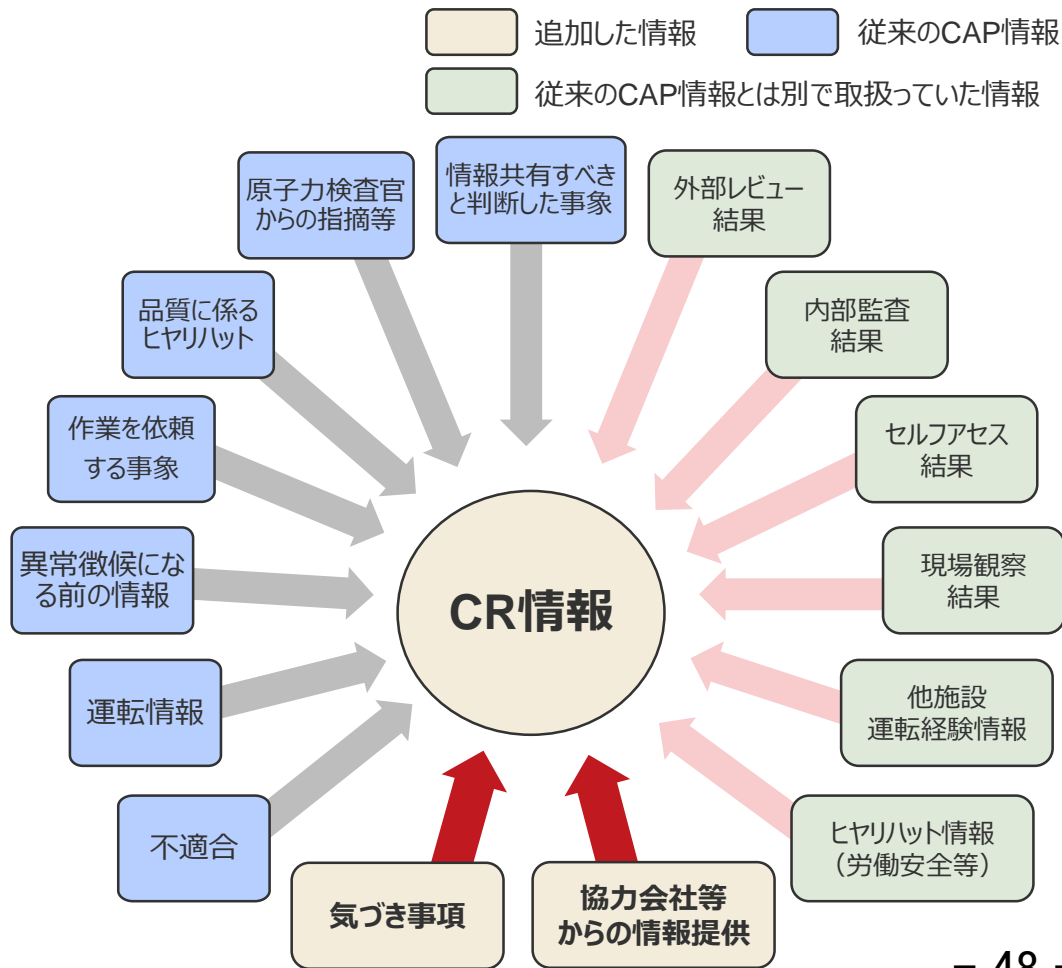 追加した情報
従来のCAP情報
従来のCAP情報とは別で取扱っていた情報
原子力検査官
からの指摘等
情報共有すべき
と判断した事象
外部レビュー
結果
品質に係る
ヒヤリハット
内部監査
結果
作業を依頼
する事象
セルフアセス
結果
異常徴候にな
る前の情報
現場観察
結果
CR情報
運転情報
他施設
運転経験情報
不適合
ヒヤリハット情報
（労働安全等）
気づき事項
協力会社等
からの情報提供
- 48 -